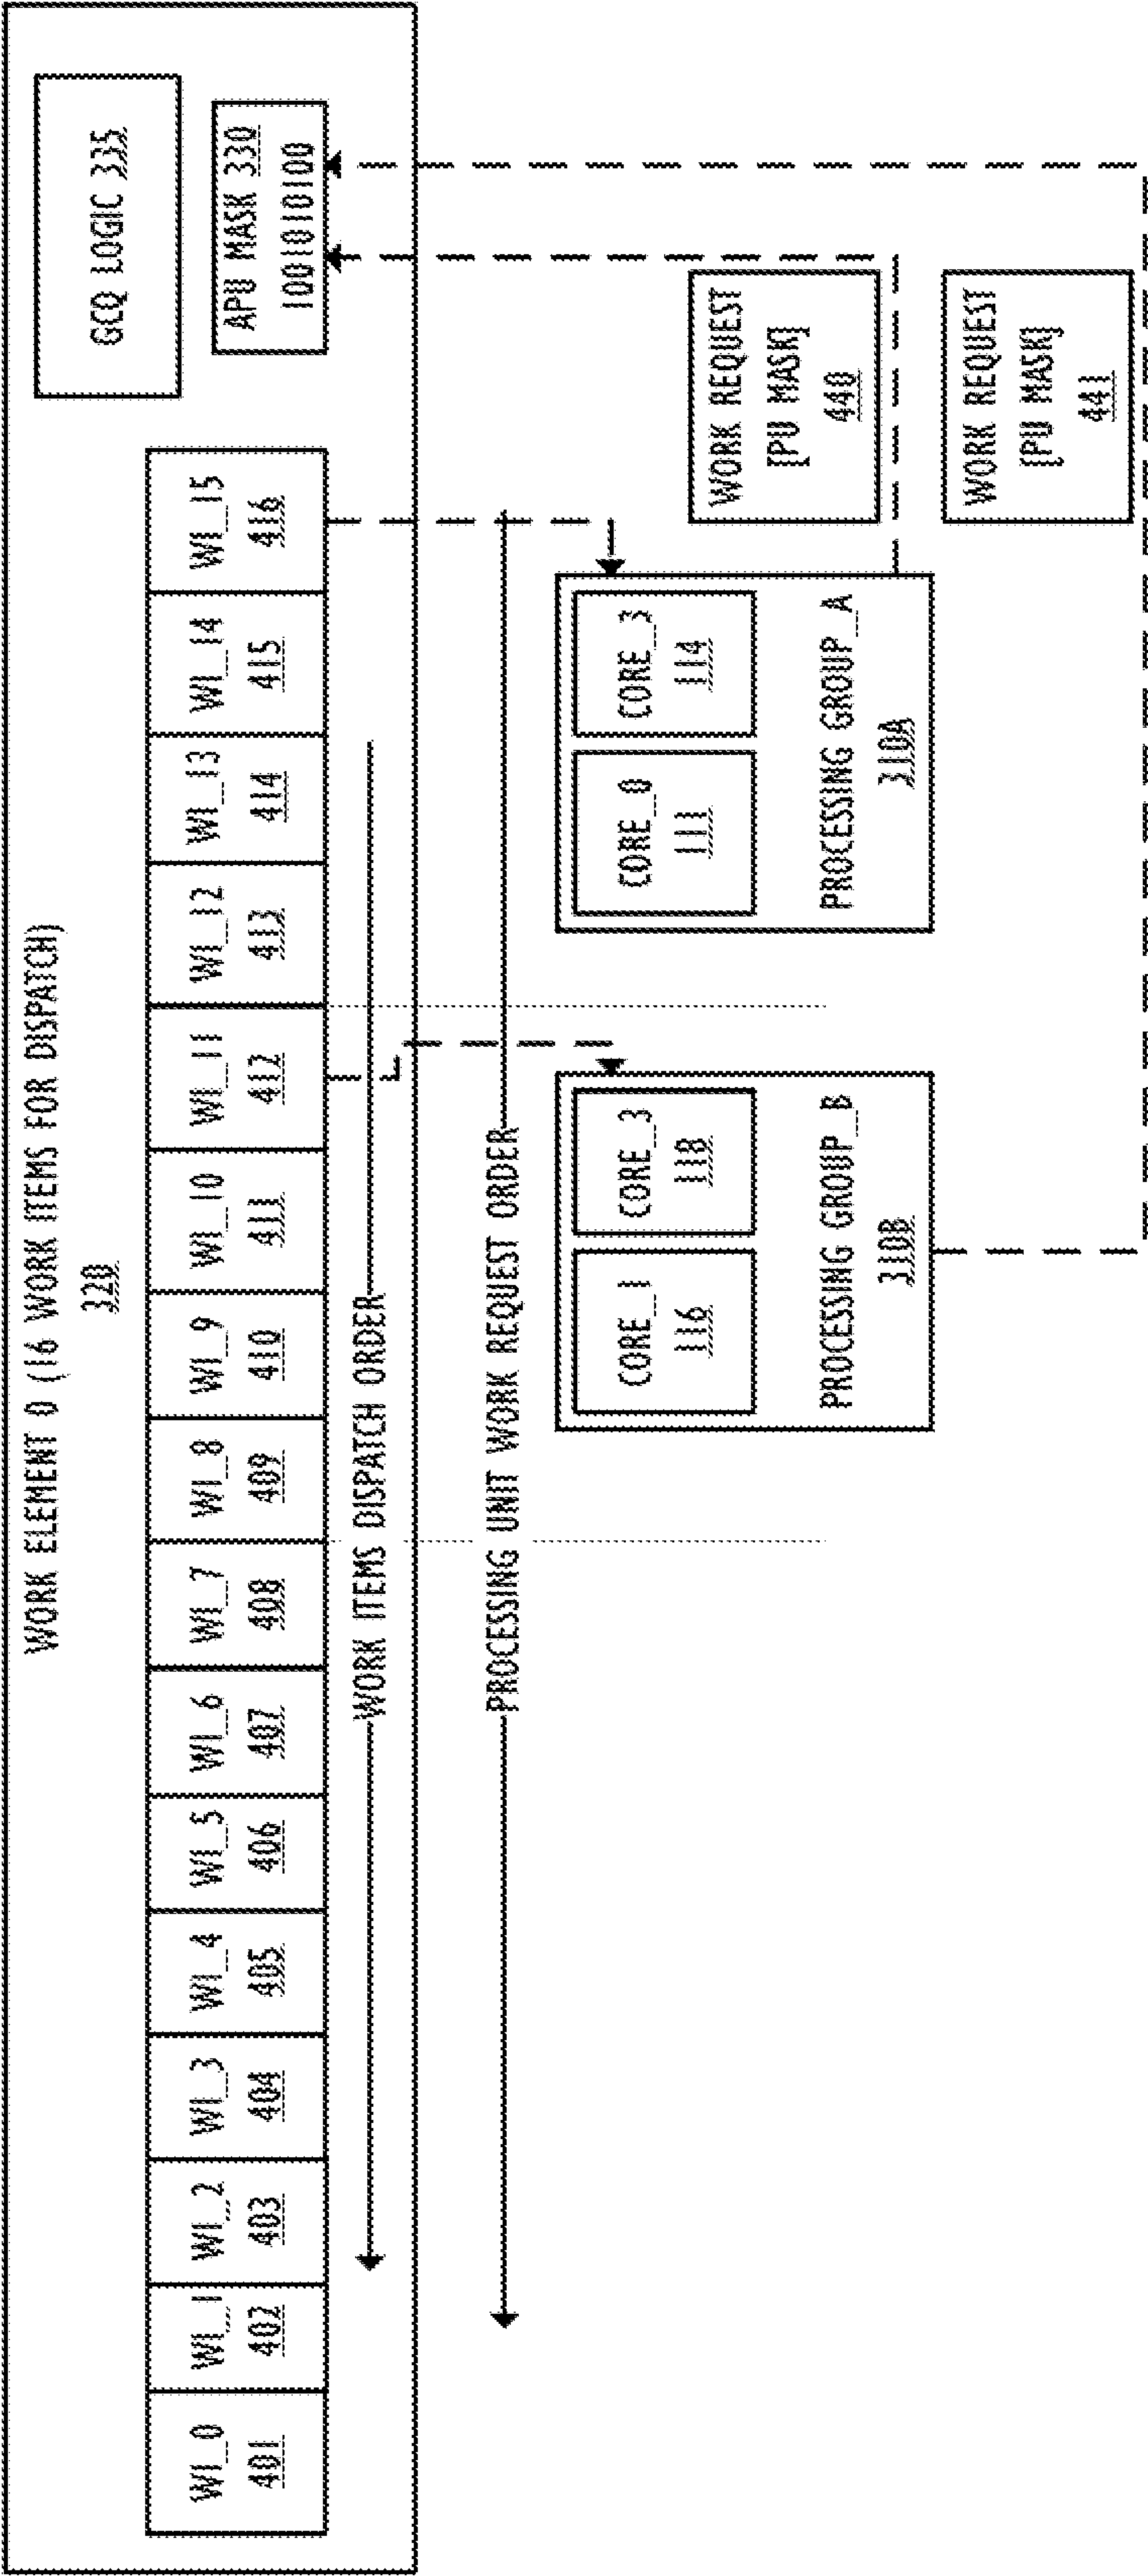 WORK ELEMENT 0 (16 WORK ITEMS FOR DISPATCH)
320
WI_0
401
WI_1
402
WI_2
403
WI_3
404
WI_4
405
WI_5
406
WI_6
407
WI_7
408
WI_8
409
WI_9
410
WI_10
411
WI_11
412
WI_12
413
WI_13
414
WI_14
415
WI_15
416
GCQ LOGIC 335
APU MASK 330
1001010100
WORK ITEMS DISPATCH ORDER
PROCESSING UNIT WORK REQUEST ORDER
CORE_1
116
CORE_3
118
PROCESSING GROUP_B
310B
CORE_0
111
CORE_3
114
PROCESSING GROUP_A
310A
WORK REQUEST
[PU MASK]
440
WORK REQUEST
[PU MASK]
441